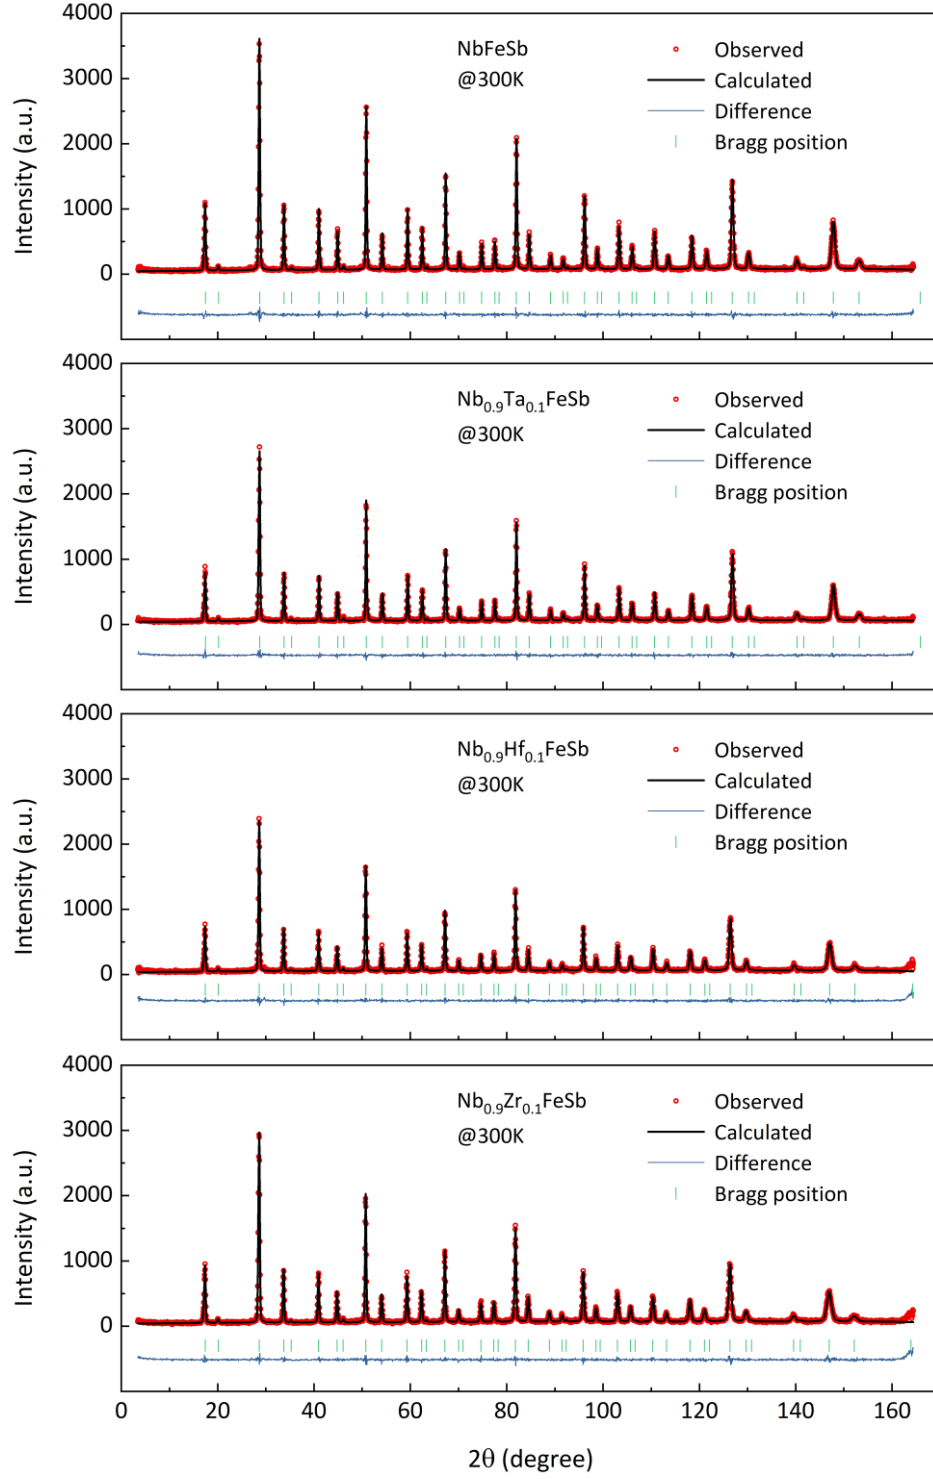 4000
3000
2000
1000
0
Intensity (a.u.)
NbFeSb
@300K
Observed
Calculated
Difference
Bragg position
4000
3000
2000
1000
0
Intensity (a.u.)
Nb0.9Ta0.1FeSb
@300K
Observed
Calculated
Difference
Bragg position
4000
3000
2000
1000
0
Intensity (a.u.)
Nb0.9Hf0.1FeSb
@300K
Observed
Calculated
Difference
Bragg position
4000
3000
2000
1000
0
Intensity (a.u.)
Nb0.9Zr0.1FeSb
@300K
Observed
Calculated
Difference
Bragg position
0 20 40 60 80 100 120 140 160
2θ (degree)